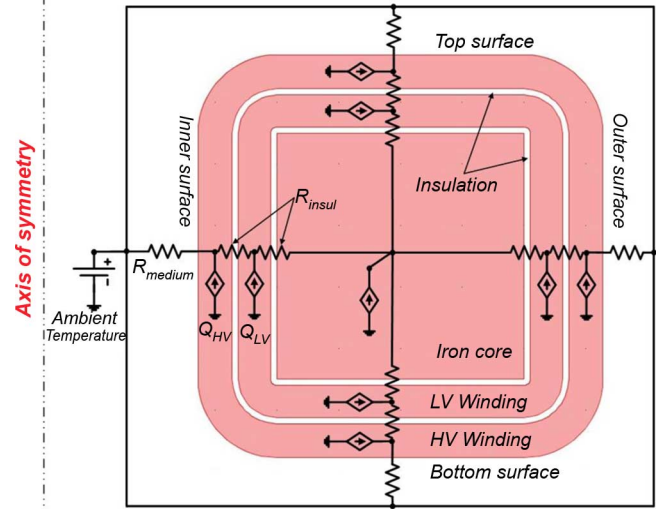 Top surface
Inner surface
Outer surface
Axis of symmetry
Insulation
R_insul
+
-
R_medium
Ambient
Temperature
Q_HV
Q_LV
Iron core
LV Winding
HV Winding
Bottom surface